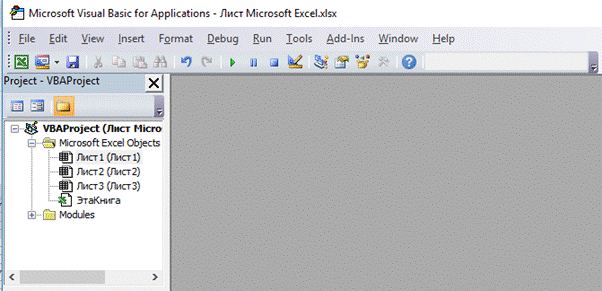 Microsoft Visual Basic for Applications - Лист Microsoft Excel.xlsx
File Edit View Insert Format Debug Run Tools Add-Ins Window Help
Project - VBAProject
VBAProject (Лист Micro
Microsoft Excel Objects
Лист1 (Лист1)
Лист2 (Лист2)
Лист3 (Лист3)
ЭтаКнига
Modules